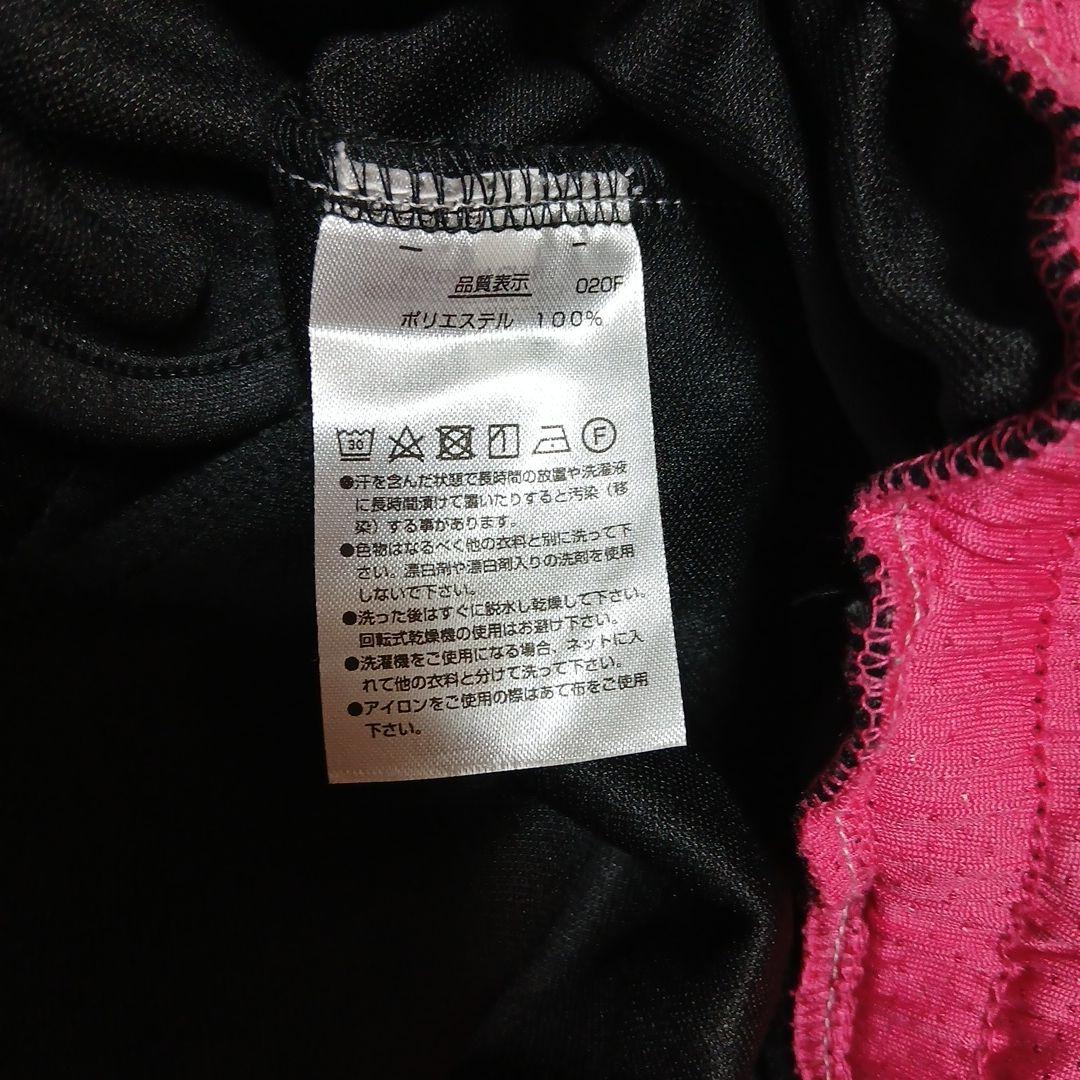 品質表示 020F
ポリエステル 100%
30 F
●汗を含んだ状態で長時間の放置や洗濯液
に長時間漬けて置いたりすると汚染（移
染）する事があります。
●色物はなるべく他の衣料と別に洗って下
さい。漂白剤や漂白剤入りの洗剤を使用
しないで下さい。
●洗った後はすぐに脱水し乾燥して下さい。
回転式乾燥機の使用はお避け下さい。
●洗濯機をご使用になる場合、ネットに入
れて他の衣料と分けて洗って下さい。
●アイロンをご使用の際はあて布をご使用
下さい。